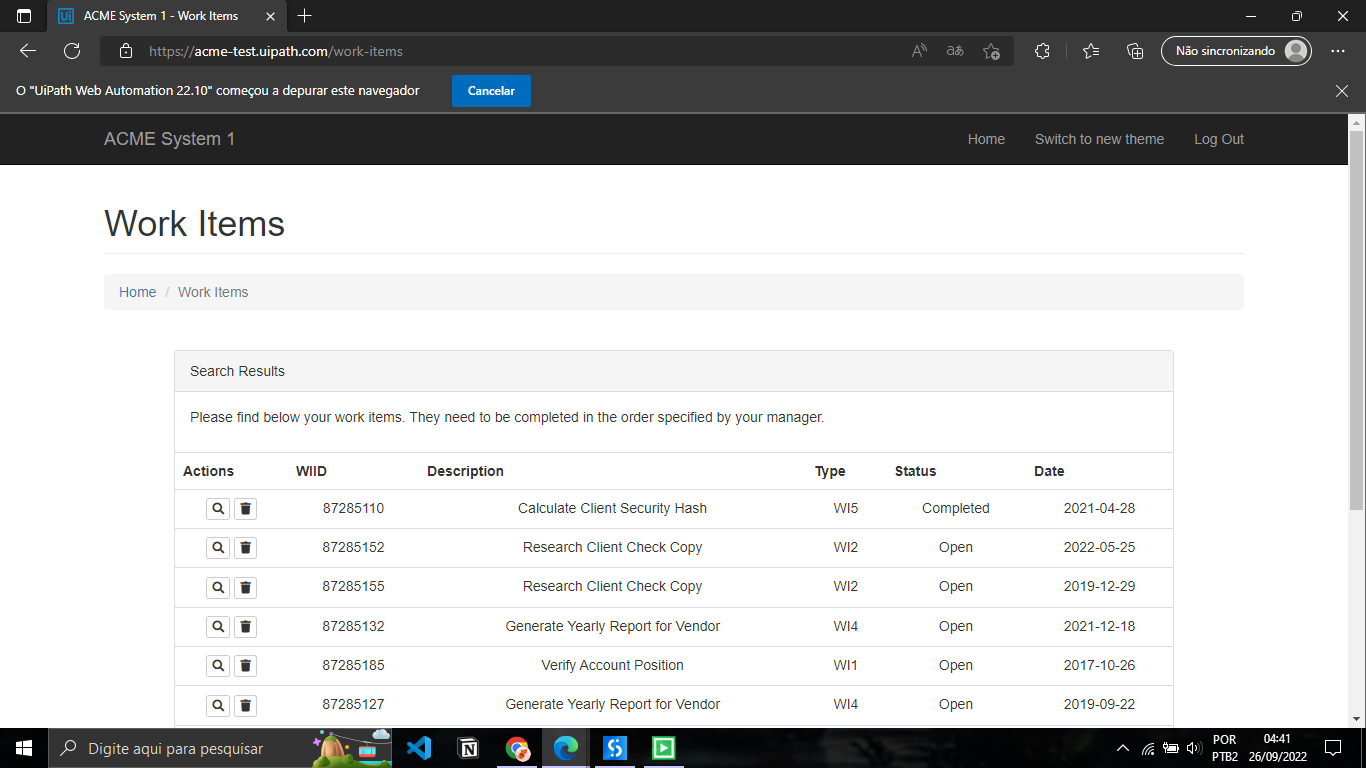 ACME System 1 - Work Items
https://acme-test.uipath.com/work-items
Não sincronizando
O "UiPath Web Automation 22.10" começou a depurar este navegador
Cancelar
ACME System 1
Home
Switch to new theme
Log Out
Work Items
Home / Work Items
Search Results
Please find below your work items. They need to be completed in the order specified by your manager.
Actions WIID Description Type Status Date
87285110 Calculate Client Security Hash WI5 Completed 2021-04-28
87285152 Research Client Check Copy WI2 Open 2022-05-25
87285155 Research Client Check Copy WI2 Open 2019-12-29
87285132 Generate Yearly Report for Vendor WI4 Open 2021-12-18
87285185 Verify Account Position WI1 Open 2017-10-26
87285127 Generate Yearly Report for Vendor WI4 Open 2019-09-22
Digite aqui para pesquisar
POR
PTB2
04:41
26/09/2022